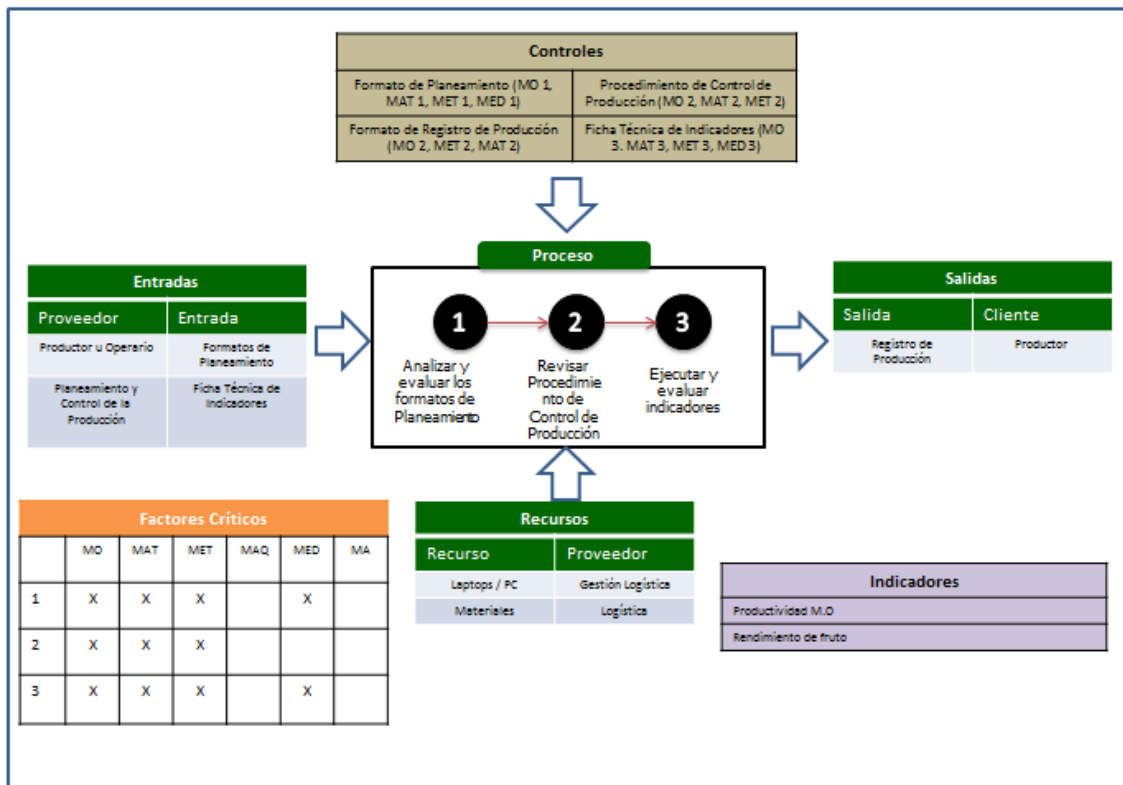 Controles
Formato de Planeamiento (MO 1,
MAT 1, MET 1, MED 1)
Procedimiento de Control de
Producción (MO 2, MAT 2, MET 2)
Formato de Registro de Producción
(MO 2, MET 2, MAT 2)
Ficha Técnica de Indicadores (MO
3. MAT 3, MET 3, MED 3)
Proceso
1
2
3
Analizar y
evaluar los
formatos de
Planeamiento
Revisar
Procedimie
nto de
Control de
Producción
Ejecutar y
evaluar
indicadores
Entradas
Proveedor Entrada
Productor u Operario
Formatos de
Planeamiento
Planeamiento y
Control de la
Producción
Ficha Técnica de
Indicadores
Salidas
Salida Cliente
Registro de
Producción
Productor
Factores Críticos
MO MAT MET MAQ MED MA
1 X X X X
2 X X X
3 X X X X
Recursos
Recurso Proveedor
Laptops / PC Gestión Logística
Materiales Logística
Indicadores
Productividad M.O
Rendimiento de fruto